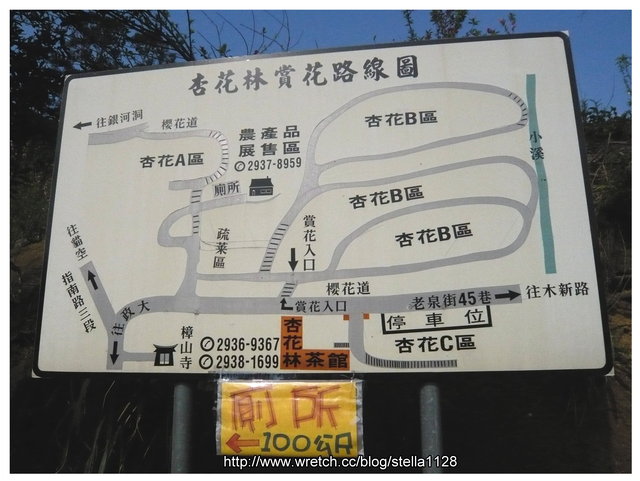 杏花林賞花路線圖
往銀河洞
櫻花道
農產品
展售區
2937-8959
杏花A區
廁所
杏花B區
小溪
杏花B區
杏花B區
疏菜區
賞花入口
往貓空
指南路三段
往政大
樟山寺
櫻花道
賞花入口
老泉街45巷
往木新路
停車位
杏花C區
2936-9367
2938-1699
杏花林茶館
廁所
100公尺
http://www.wretch.cc/blog/stella1128